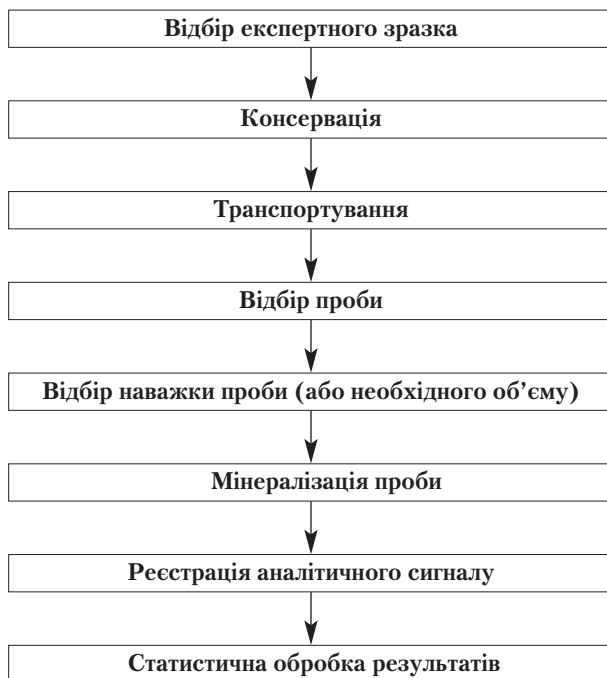 Відбір експертного зразка
Консервація
Транспортування
Відбір проби
Відбір наважки проби (або необхідного об’єму)
Мінералізація проби
Реєстрація аналітичного сигналу
Статистична обробка результатів